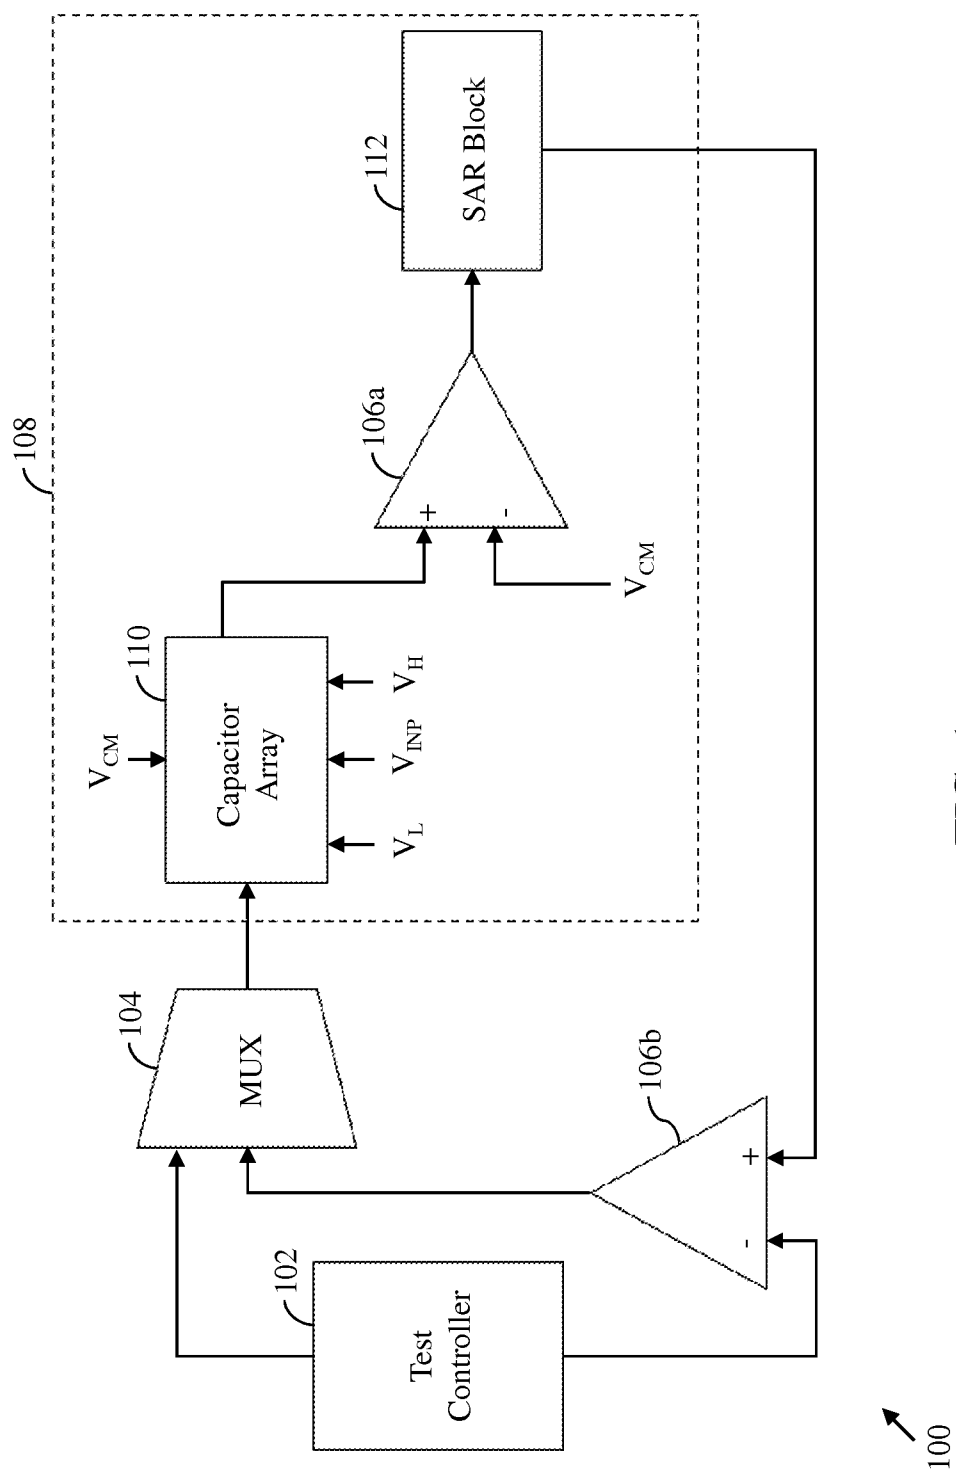 108
V_CM
110
Capacitor
Array
V_L
V_INP
V_H
106a
+
-
V_CM
112
SAR Block
104
MUX
106b
-
+
102
Test
Controller
100